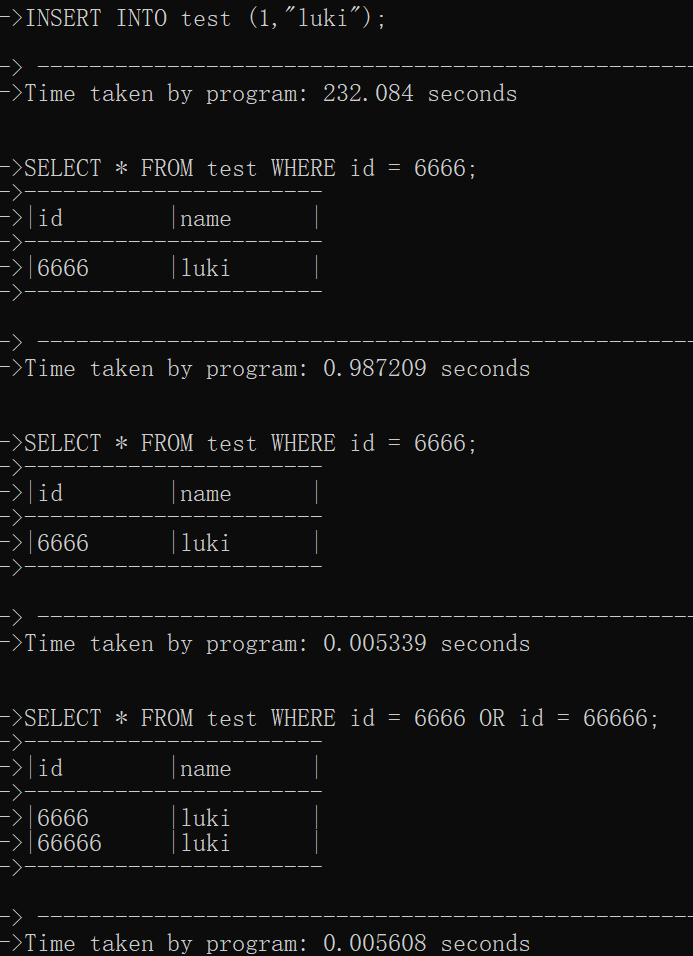 ->INSERT INTO test (1,"luki");
-> ---------------------------------------------------
->Time taken by program: 232.084 seconds
->SELECT * FROM test WHERE id = 6666;
->-----------------------
->|id |name |
->-----------------------
->|6666 |luki |
->-----------------------
-> ---------------------------------------------------
->Time taken by program: 0.987209 seconds
->SELECT * FROM test WHERE id = 6666;
->-----------------------
->|id |name |
->-----------------------
->|6666 |luki |
->-----------------------
-> ---------------------------------------------------
->Time taken by program: 0.005339 seconds
->SELECT * FROM test WHERE id = 6666 OR id = 66666;
->-----------------------
->|id |name |
->-----------------------
->|6666 |luki |
->|66666 |luki |
->-----------------------
-> ---------------------------------------------------
->Time taken by program: 0.005608 seconds